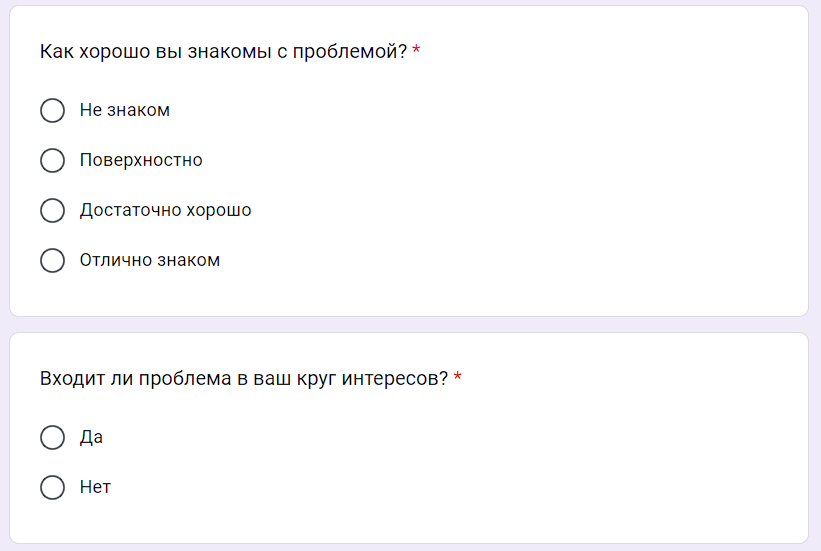 Как хорошо вы знакомы с проблемой? *
Не знаком
Поверхностно
Достаточно хорошо
Отлично знаком
Входит ли проблема в ваш круг интересов? *
Да
Нет